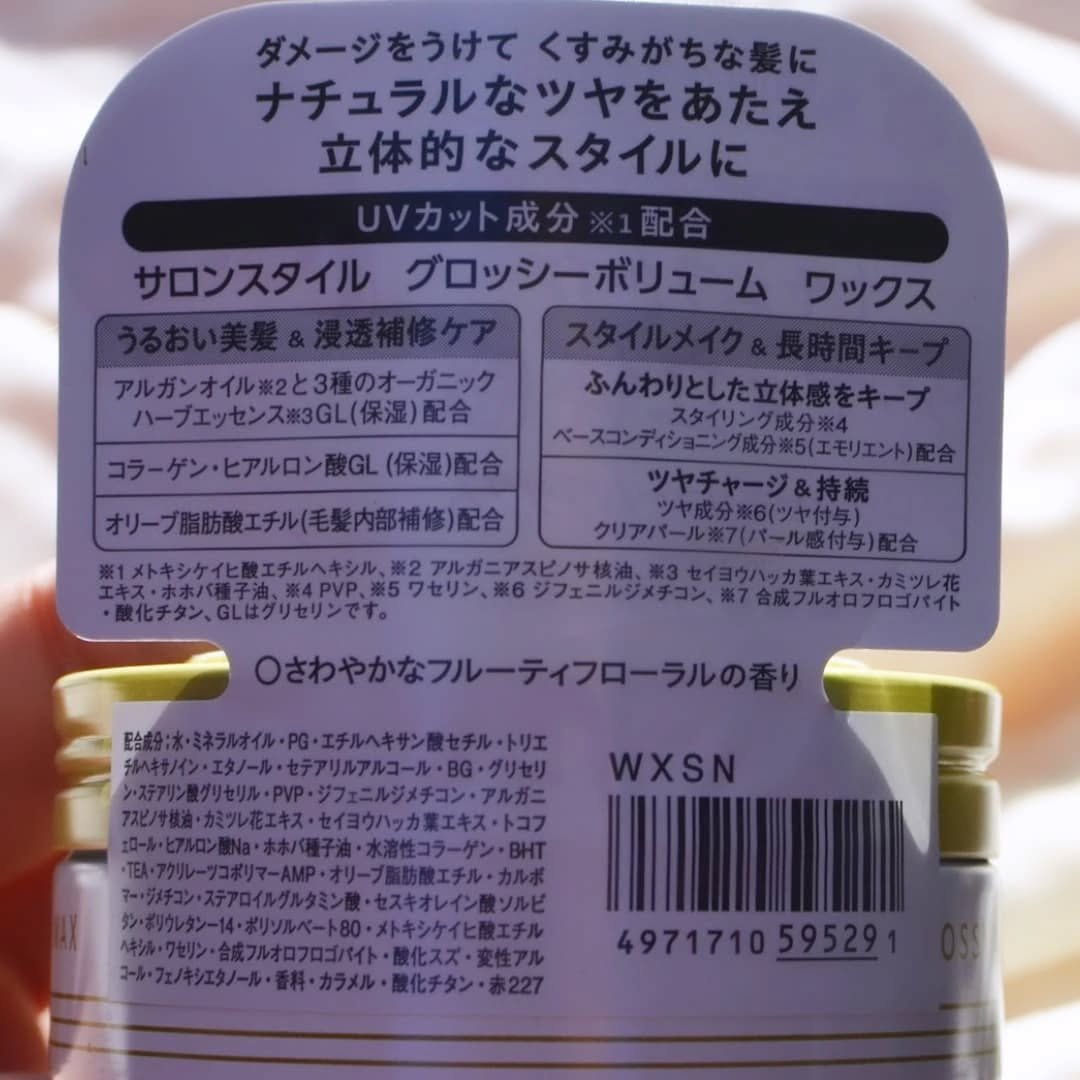 ダメージをうけて くすみがちな髪に
ナチュラルなツヤをあたえ
立体的なスタイルに
UVカット成分※1配合
サロンスタイル グロッシーボリューム ワックス
うるおい美髪 & 浸透補修ケア
アルガンオイル※2と3種のオーガニック
ハーブエッセンス※3GL(保湿)配合
コラーゲン・ヒアルロン酸GL (保湿)配合
オリーブ脂肪酸エチル(毛髪内部補修)配合
スタイルメイク & 長時間キープ
ふんわりとした立体感をキープ
スタイリング成分※4
ベースコンディショニング成分※5(エモリエント)配合
ツヤチャージ & 持続
ツヤ成分※6(ツヤ付与)
クリアパール※7(パール感付与)配合
※1 メトキシケイヒ酸エチルヘキシル、※2 アルガニアスピノサ核油、※3 セイヨウハッカ葉エキス・カミツレ花
エキス・ホホバ種子油、※4 PVP、※5 ワセリン、※6 ジフェニルジメチコン、※7 合成フルオロフロゴパイト
・酸化チタン、GLはグリセリンです。
○さわやかなフルーティフローラルの香り
配合成分:水・ミネラルオイル・PG・エチルヘキサン酸セチル・トリエ
チルヘキサノイン・エタノール・セテアリルアルコール・BG・グリセリ
ン・ステアリン酸グリセリル・PVP・ジフェニルジメチコン・アルガニ
アスピノサ核油・カミツレ花エキス・セイヨウハッカ葉エキス・トコフ
ェロール・ヒアルロン酸Na・ホホバ種子油・水溶性コラーゲン・BHT
・TEA・アクリレーツコポリマーAMP・オリーブ脂肪酸エチル・カルボ
マー・ジメチコン・ステアロイルグルタミン酸・セスキオレイン酸ソルビ
タン・ポリウレタン-14・ポリソルベート80・メトキシケイヒ酸エチル
ヘキシル・ワセリン・合成フルオロフロゴパイト・酸化スズ・変性アル
コール・フェノキシエタノール・香料・カラメル・酸化チタン・赤227
WXSN
4971710 595291
WAX
OSS